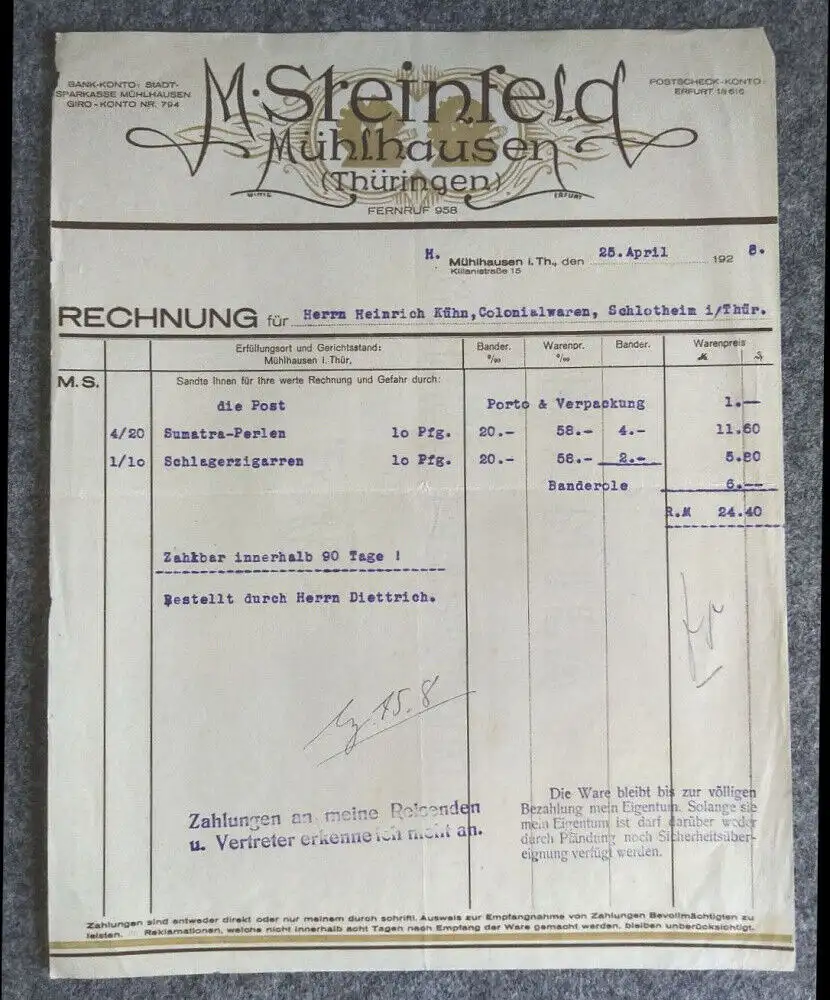 BANK-KONTO: STADT-
SPARKASSE MÜHLHAUSEN
GIRO-KONTO NR. 794
M. Steinfeld
POSTSCHECK-KONTO:
ERFURT 18616
Mühlhausen
(Thüringen)
ERFURT
FERNRUF 958
H. Mühlhausen i. Th., den 25.April 192 8.
Kilianistraße 15
RECHNUNG für Herrn Heinrich Kühn,Colonialwaren, Schlotheim i/Thür.
Erfüllungsort und Gerichtsstand:
Mühlhausen i. Thür.
Bander. º/oo Warenpr. º/oo Bander. Warenpreis
M.S. Sandte Ihnen für Ihre werte Rechnung und Gefahr durch:
die Post Porto & Verpackung 1.—
4/20 Sumatra-Perlen 1o Pfg. 20.- 58.- 4.- 11.60
1/1o Schlagerzigarren 1o Pfg. 20.- 58.- 2.- 5.80
Banderole 6.—
R.M 24.40
Zahlbar innerhalb 90 Tage !
Bestellt durch Herrn Diettrich.
15.8
Zahlungen an meine Reisenden
u. Vertreter erkenne ich nicht an.
Die Ware bleibt bis zur völligen
Bezahlung mein Eigentum. Solange sie
mein Eigentum ist darf darüber weder
durch Pfändung noch Sicherheitsüber-
eignung verfügt werden.
Zahlungen sind entweder direkt oder nur meinem durch schriftl. Ausweis zur Empfangnahme von Zahlungen Bevollmächtigten zu
leisten. Reklamationen, welche nicht innerhalb acht Tagen nach Empfang der Ware gemacht werden, bleiben unberücksichtigt.